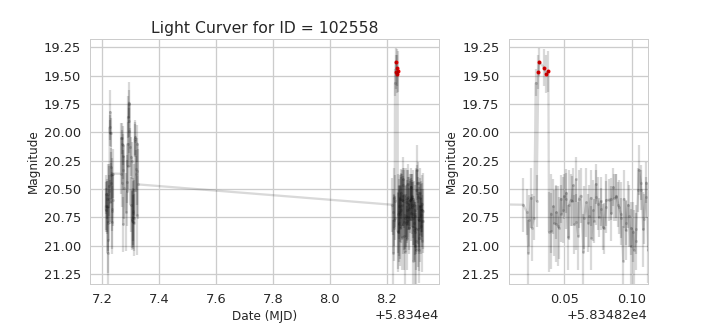 Light Curver for ID = 102558
19.25
19.50
19.75
20.00
20.25
20.50
20.75
21.00
21.25
Magnitude
7.2 7.4 7.6 7.8 8.0 8.2
Date (MJD)
+5.834e4
19.25
19.50
19.75
20.00
20.25
20.50
20.75
21.00
21.25
Magnitude
0.05 0.10
+5.83482e4